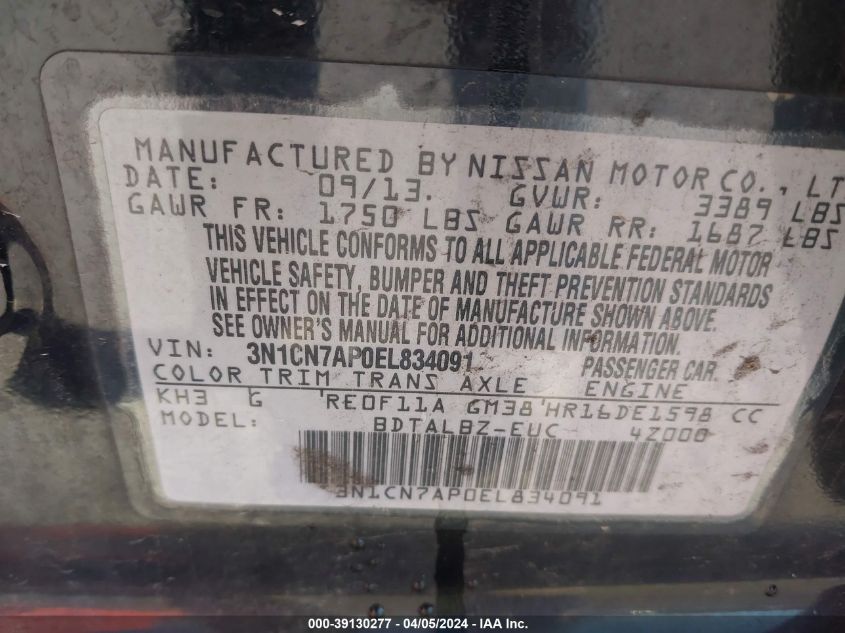 MANUFACTURED BY NISSAN MOTOR CO., LT
DATE: 09/13. GVWR: 3389 LBS
GAWR FR: 1750 LBS GAWR RR: 1687 LBS
THIS VEHICLE CONFORMS TO ALL APPLICABLE FEDERAL MOTOR
VEHICLE SAFETY, BUMPER AND THEFT PREVENTION STANDARDS
IN EFFECT ON THE DATE OF MANUFACTURE SHOWN ABOVE.
SEE OWNER'S MANUAL FOR ADDITIONAL INFORMATION.
VIN: 3N1CN7AP0EL834091 PASSENGER CAR.
COLOR TRIM TRANS AXLE ENGINE
KH3 G RE0F11A GM38 HR16DE1598 CC
MODEL: BDTALBZ-EUC 4Z000
3N1CN7AP0EL834091
000-39130277 - 04/05/2024 - IAA Inc.